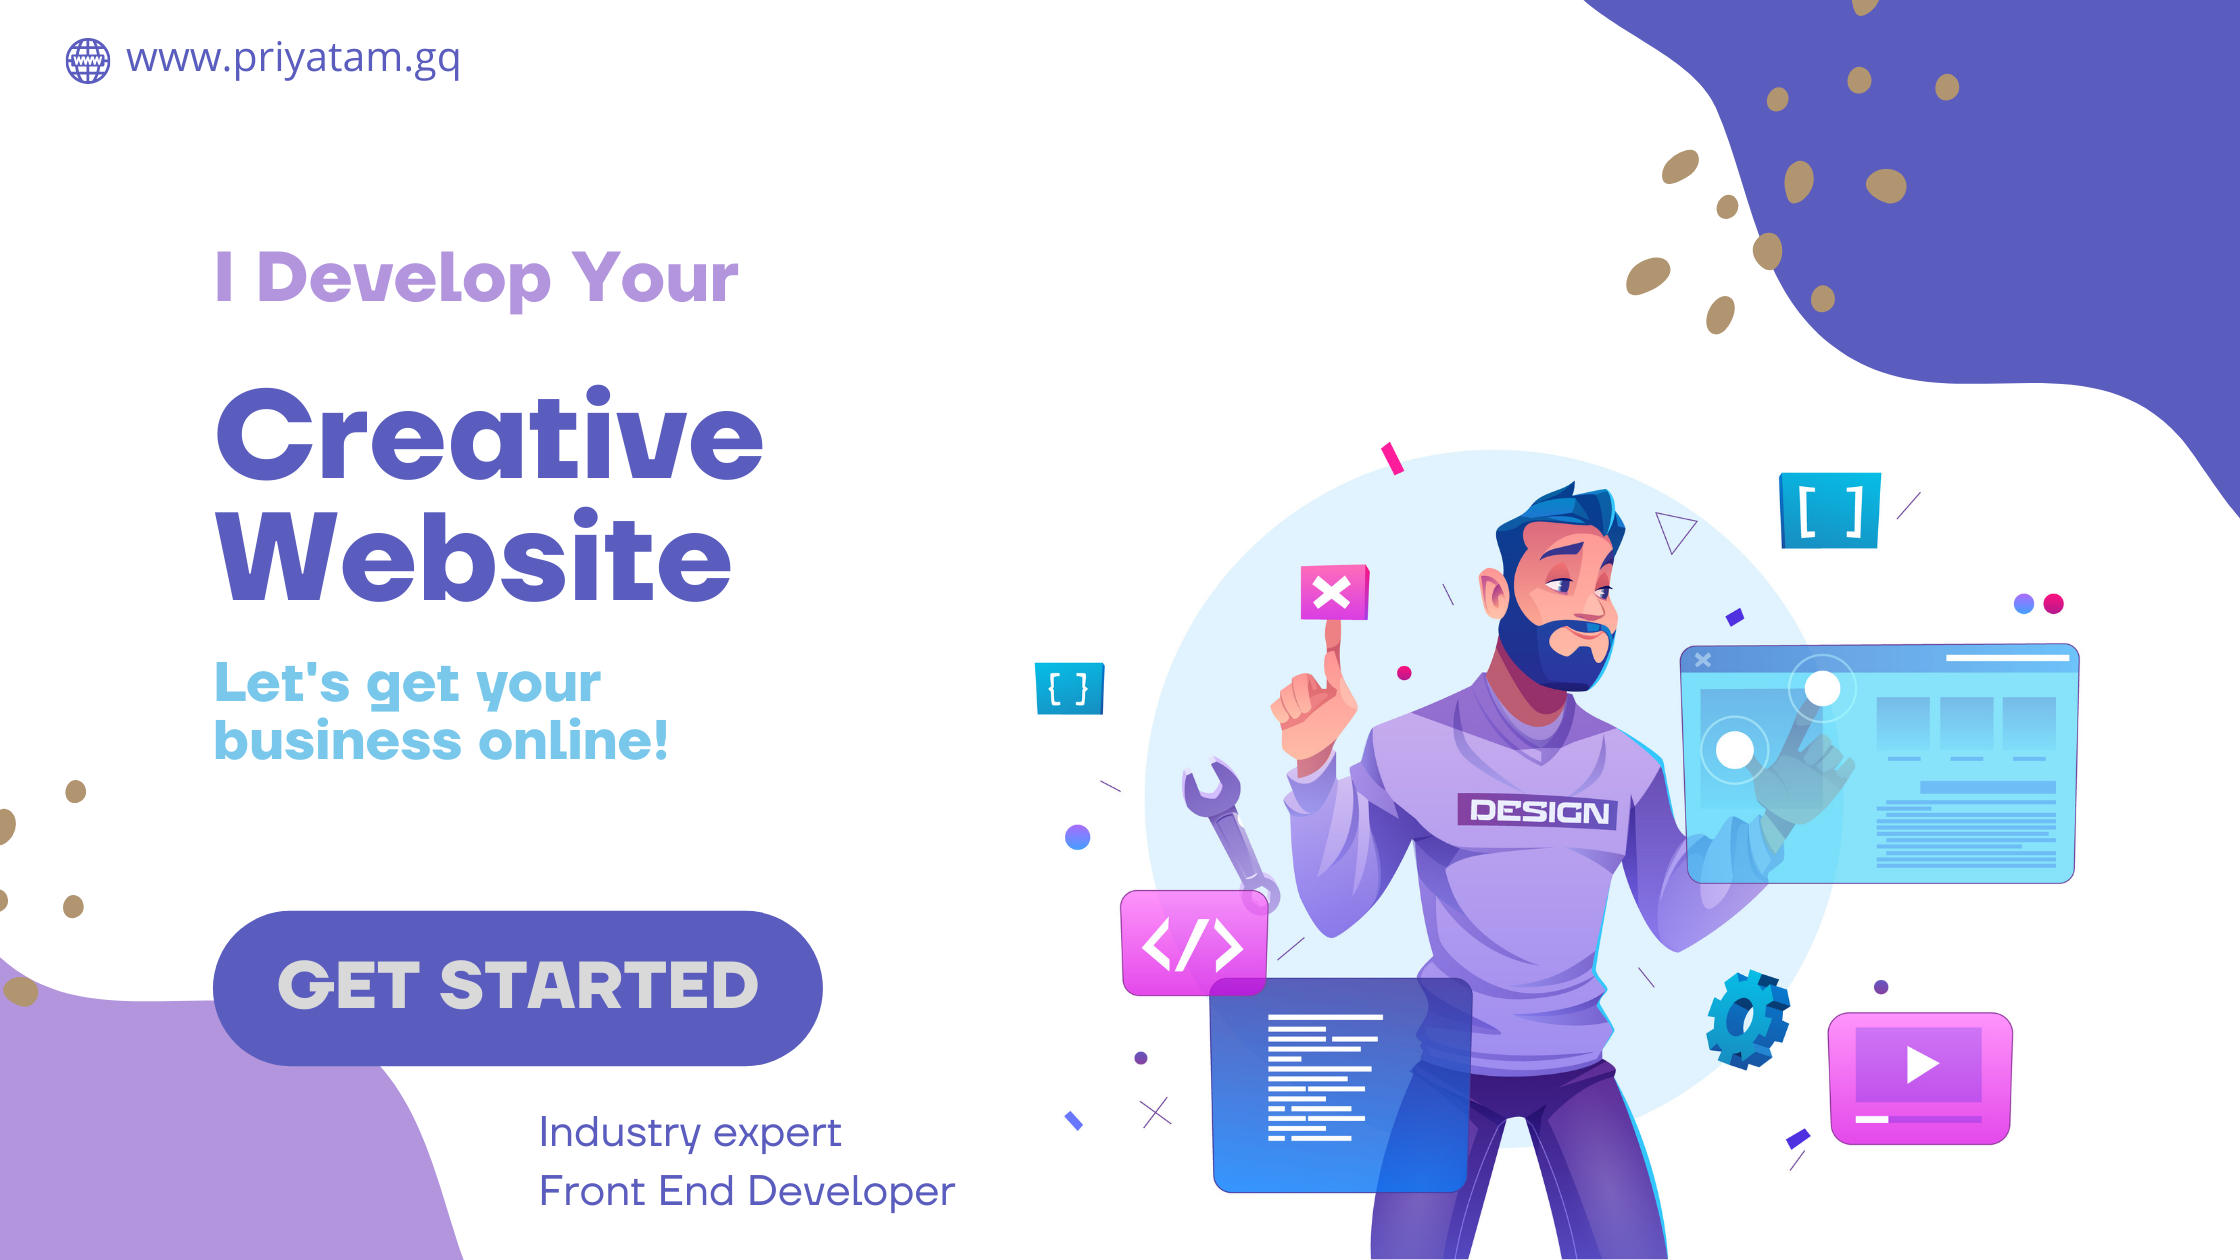 www.priyatam.gq
I Develop Your
Creative
Website
Let's get your
business online!
GET STARTED
Industry expert
Front End Developer
DESIGN
[ ]
{ }
</>